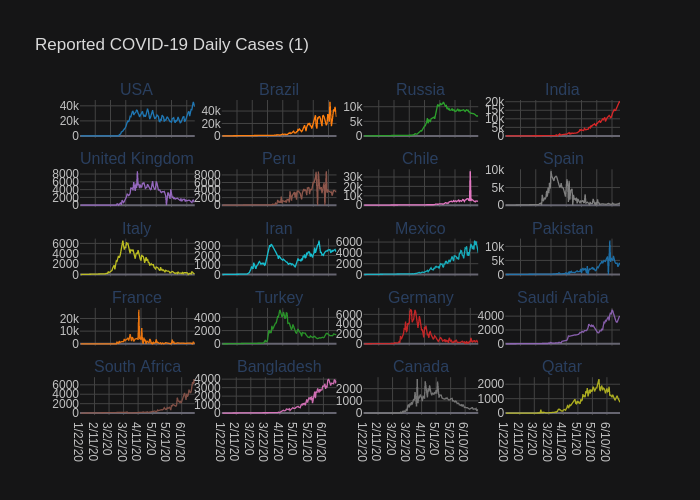 Reported COVID-19 Daily Cases (1)
USA Brazil Russia India
40k 20k 0
40k 20k 0
10k 5k 0
20k 15k 10k 5k 0
United Kingdom Peru Chile Spain
8000 6000 4000 2000 0
8000 6000 4000 2000 0
30k 20k 10k 0
10k 5k 0
Italy Iran Mexico Pakistan
6000 4000 2000 0
3000 2000 1000 0
6000 4000 2000 0
10k 5k 0
France Turkey Germany Saudi Arabia
20k 10k 0
4000 2000 0
6000 4000 2000 0
4000 2000 0
South Africa Bangladesh Canada Qatar
6000 4000 2000 0
4000 3000 2000 1000 0
2000 1000 0
2000 1000 0
1/22/20 2/11/20 3/2/20 3/22/20 4/11/20 5/1/20 5/21/20 6/10/20
1/22/20 2/11/20 3/2/20 3/22/20 4/11/20 5/1/20 5/21/20 6/10/20
1/22/20 2/11/20 3/2/20 3/22/20 4/11/20 5/1/20 5/21/20 6/10/20
1/22/20 2/11/20 3/2/20 3/22/20 4/11/20 5/1/20 5/21/20 6/10/20